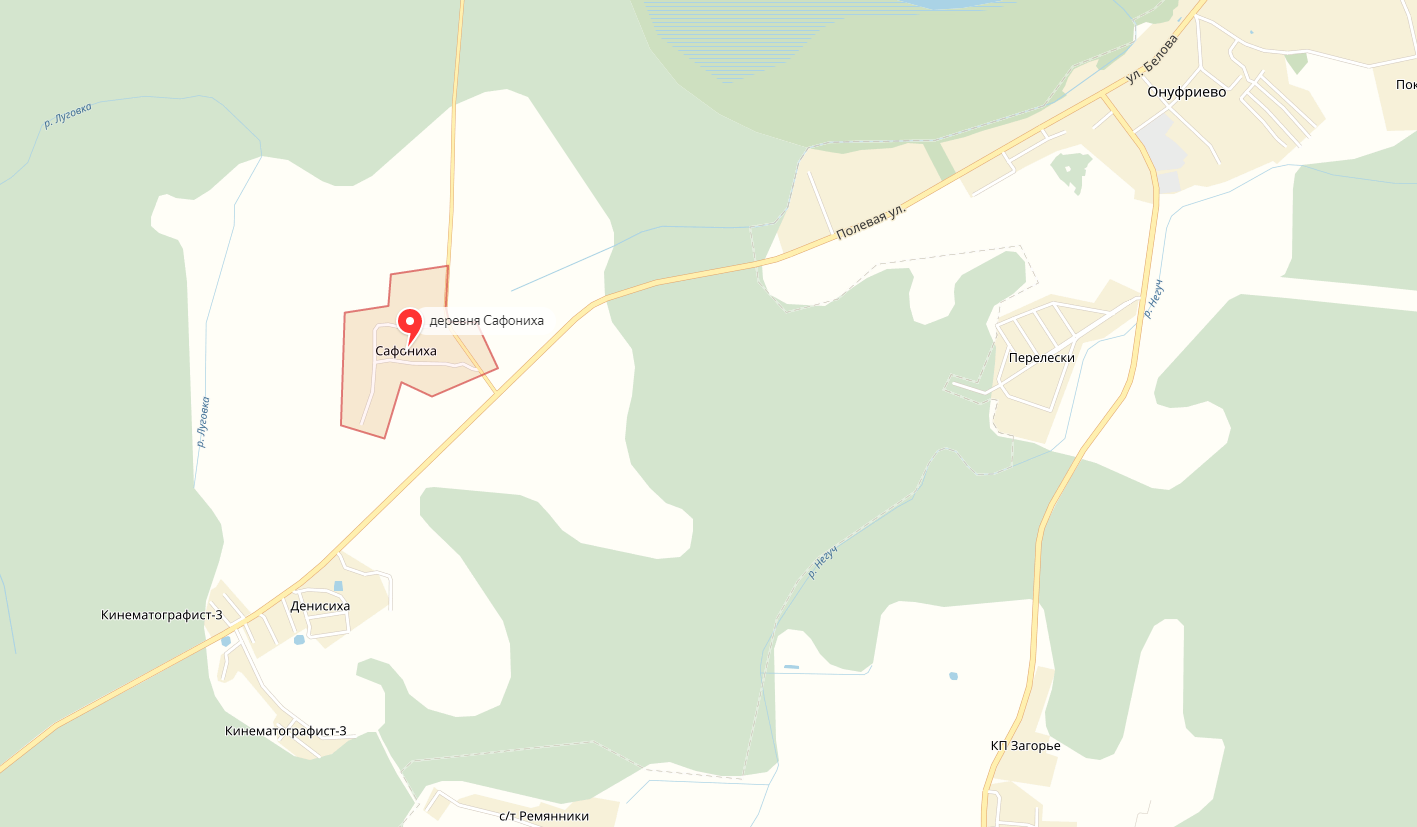 ул. Белова
Онуфриево
р. Луговка
Полевая ул.
р. Негуч
деревня Сафониха
Сафониха
Перелески
р. Луговка
р. Негуч
Денисиха
Кинематографист-3
Кинематографист-3
КП Загорье
с/т Ремянники